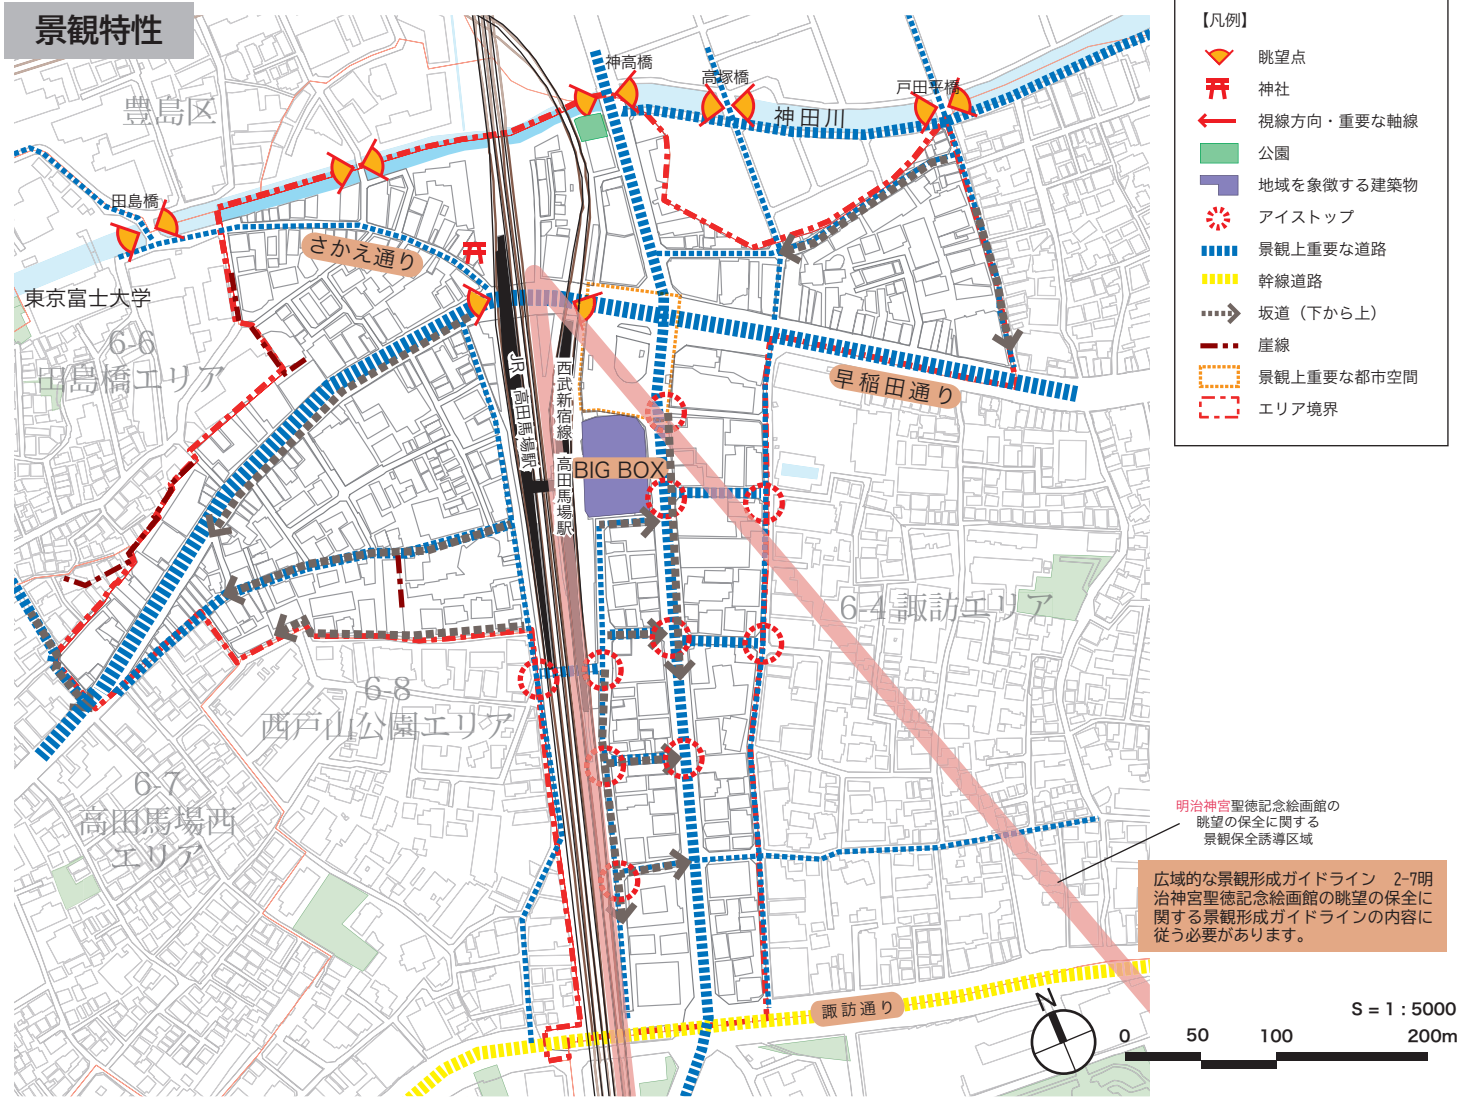 景観特性
豊島区
神高橋
高塚橋
戸田平橋
神田川
田島橋
さかえ通り
東京富士大学
6-6
田島橋エリア
JR 高田馬場駅
西武新宿線 高田馬場駅
早稲田通り
BIG BOX
6-4 諏訪エリア
6-8
西戸山公園エリア
6-7
高田馬場西
エリア
諏訪通り
【凡例】
眺望点
神社
視線方向・重要な軸線
公園
地域を象徴する建築物
アイストップ
景観上重要な道路
幹線道路
坂道（下から上）
崖線
景観上重要な都市空間
エリア境界
明治神宮聖徳記念絵画館の
眺望の保全に関する
景観保全誘導区域
広域的な景観形成ガイドライン　2-7明
治神宮聖徳記念絵画館の眺望の保全に
関する景観形成ガイドラインの内容に
従う必要があります。
N
S = 1 : 5000
0 50 100 200m